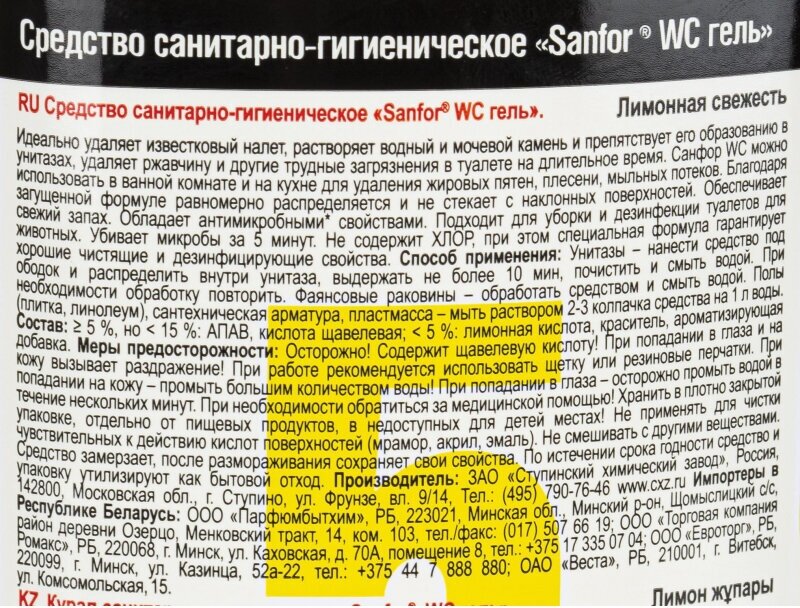 Средство санитарно-гигиеническое «Sanfor ® WC гель»
RU Средство санитарно-гигиеническое «Sanfor® WC гель». Лимонная свежесть
Идеально удаляет известковый налет, растворяет водный и мочевой камень и препятствует его образованию в
унитазах, удаляет ржавчину и другие трудные загрязнения в туалете на длительное время. Санфор WC можно
использовать в ванной комнате и на кухне для удаления жировых пятен, плесени, мыльных потеков. Благодаря
загущенной формуле равномерно распределяется и не стекает с наклонных поверхностей. Обеспечивает
свежий запах. Обладает антимикробными* свойствами. Подходит для уборки и дезинфекции туалетов для
животных. Убивает микробы за 5 минут. Не содержит ХЛОР, при этом специальная формула гарантирует
хорошие чистящие и дезинфицирующие свойства. Способ применения: Унитазы – нанести средство под
ободок и распределить внутри унитаза, выдержать не более 10 мин, почистить и смыть водой. При
необходимости обработку повторить. Фаянсовые раковины – обработать средством и смыть водой. Полы
(плитка, линолеум), сантехническая арматура, пластмасса – мыть раствором 2-3 колпачка средства на 1 л воды.
Состав: ≥ 5 %, но < 15 %: АПАВ, кислота щавелевая; < 5 %: лимонная кислота, краситель, ароматизирующая
добавка. Меры предосторожности: Осторожно! Содержит щавелевую кислоту! При попадании в глаза и на
кожу вызывает раздражение! При работе рекомендуется использовать щетку или резиновые перчатки. При
попадании на кожу – промыть большим количеством воды! При попадании в глаза – осторожно промыть водой в
течение нескольких минут. При необходимости обратиться за медицинской помощью! Хранить в плотно закрытой
упаковке, отдельно от пищевых продуктов, в недоступных для детей местах! Не применять для чистки
чувствительных к действию кислот поверхностей (мрамор, акрил, эмаль). Не смешивать с другими веществами.
Средство замерзает, после размораживания сохраняет свои свойства. По истечении срока годности средство и
упаковку утилизируют как бытовой отход. Производитель: ЗАО «Ступинский химический завод», Россия,
142800, Московская обл., г. Ступино, ул. Фрунзе, вл. 9/14, Тел.: (495) 790-76-46 www.cxz.ru Импортеры в
Республике Беларусь: ООО «Парфюмбытхим», РБ, 223021, Минская обл., Минский р-он, Щомыслицкий с/с,
район деревни Озерцо, Менковский тракт, 14, ком. 103, тел./факс: (017) 507 66 19; ООО «Торговая компания
Ромакс», РБ, 220068, г. Минск, ул. Каховская, д. 70А, помещение 8, тел.: +375 17 335 07 04; ООО «Евроторг», РБ,
220099, г. Минск, ул. Казинца, 52а-22, тел.: +375 44 7 888 880; ОАО «Веста», РБ, 210001, г. Витебск,
ул. Комсомольская, 15.
Лимон жұпары